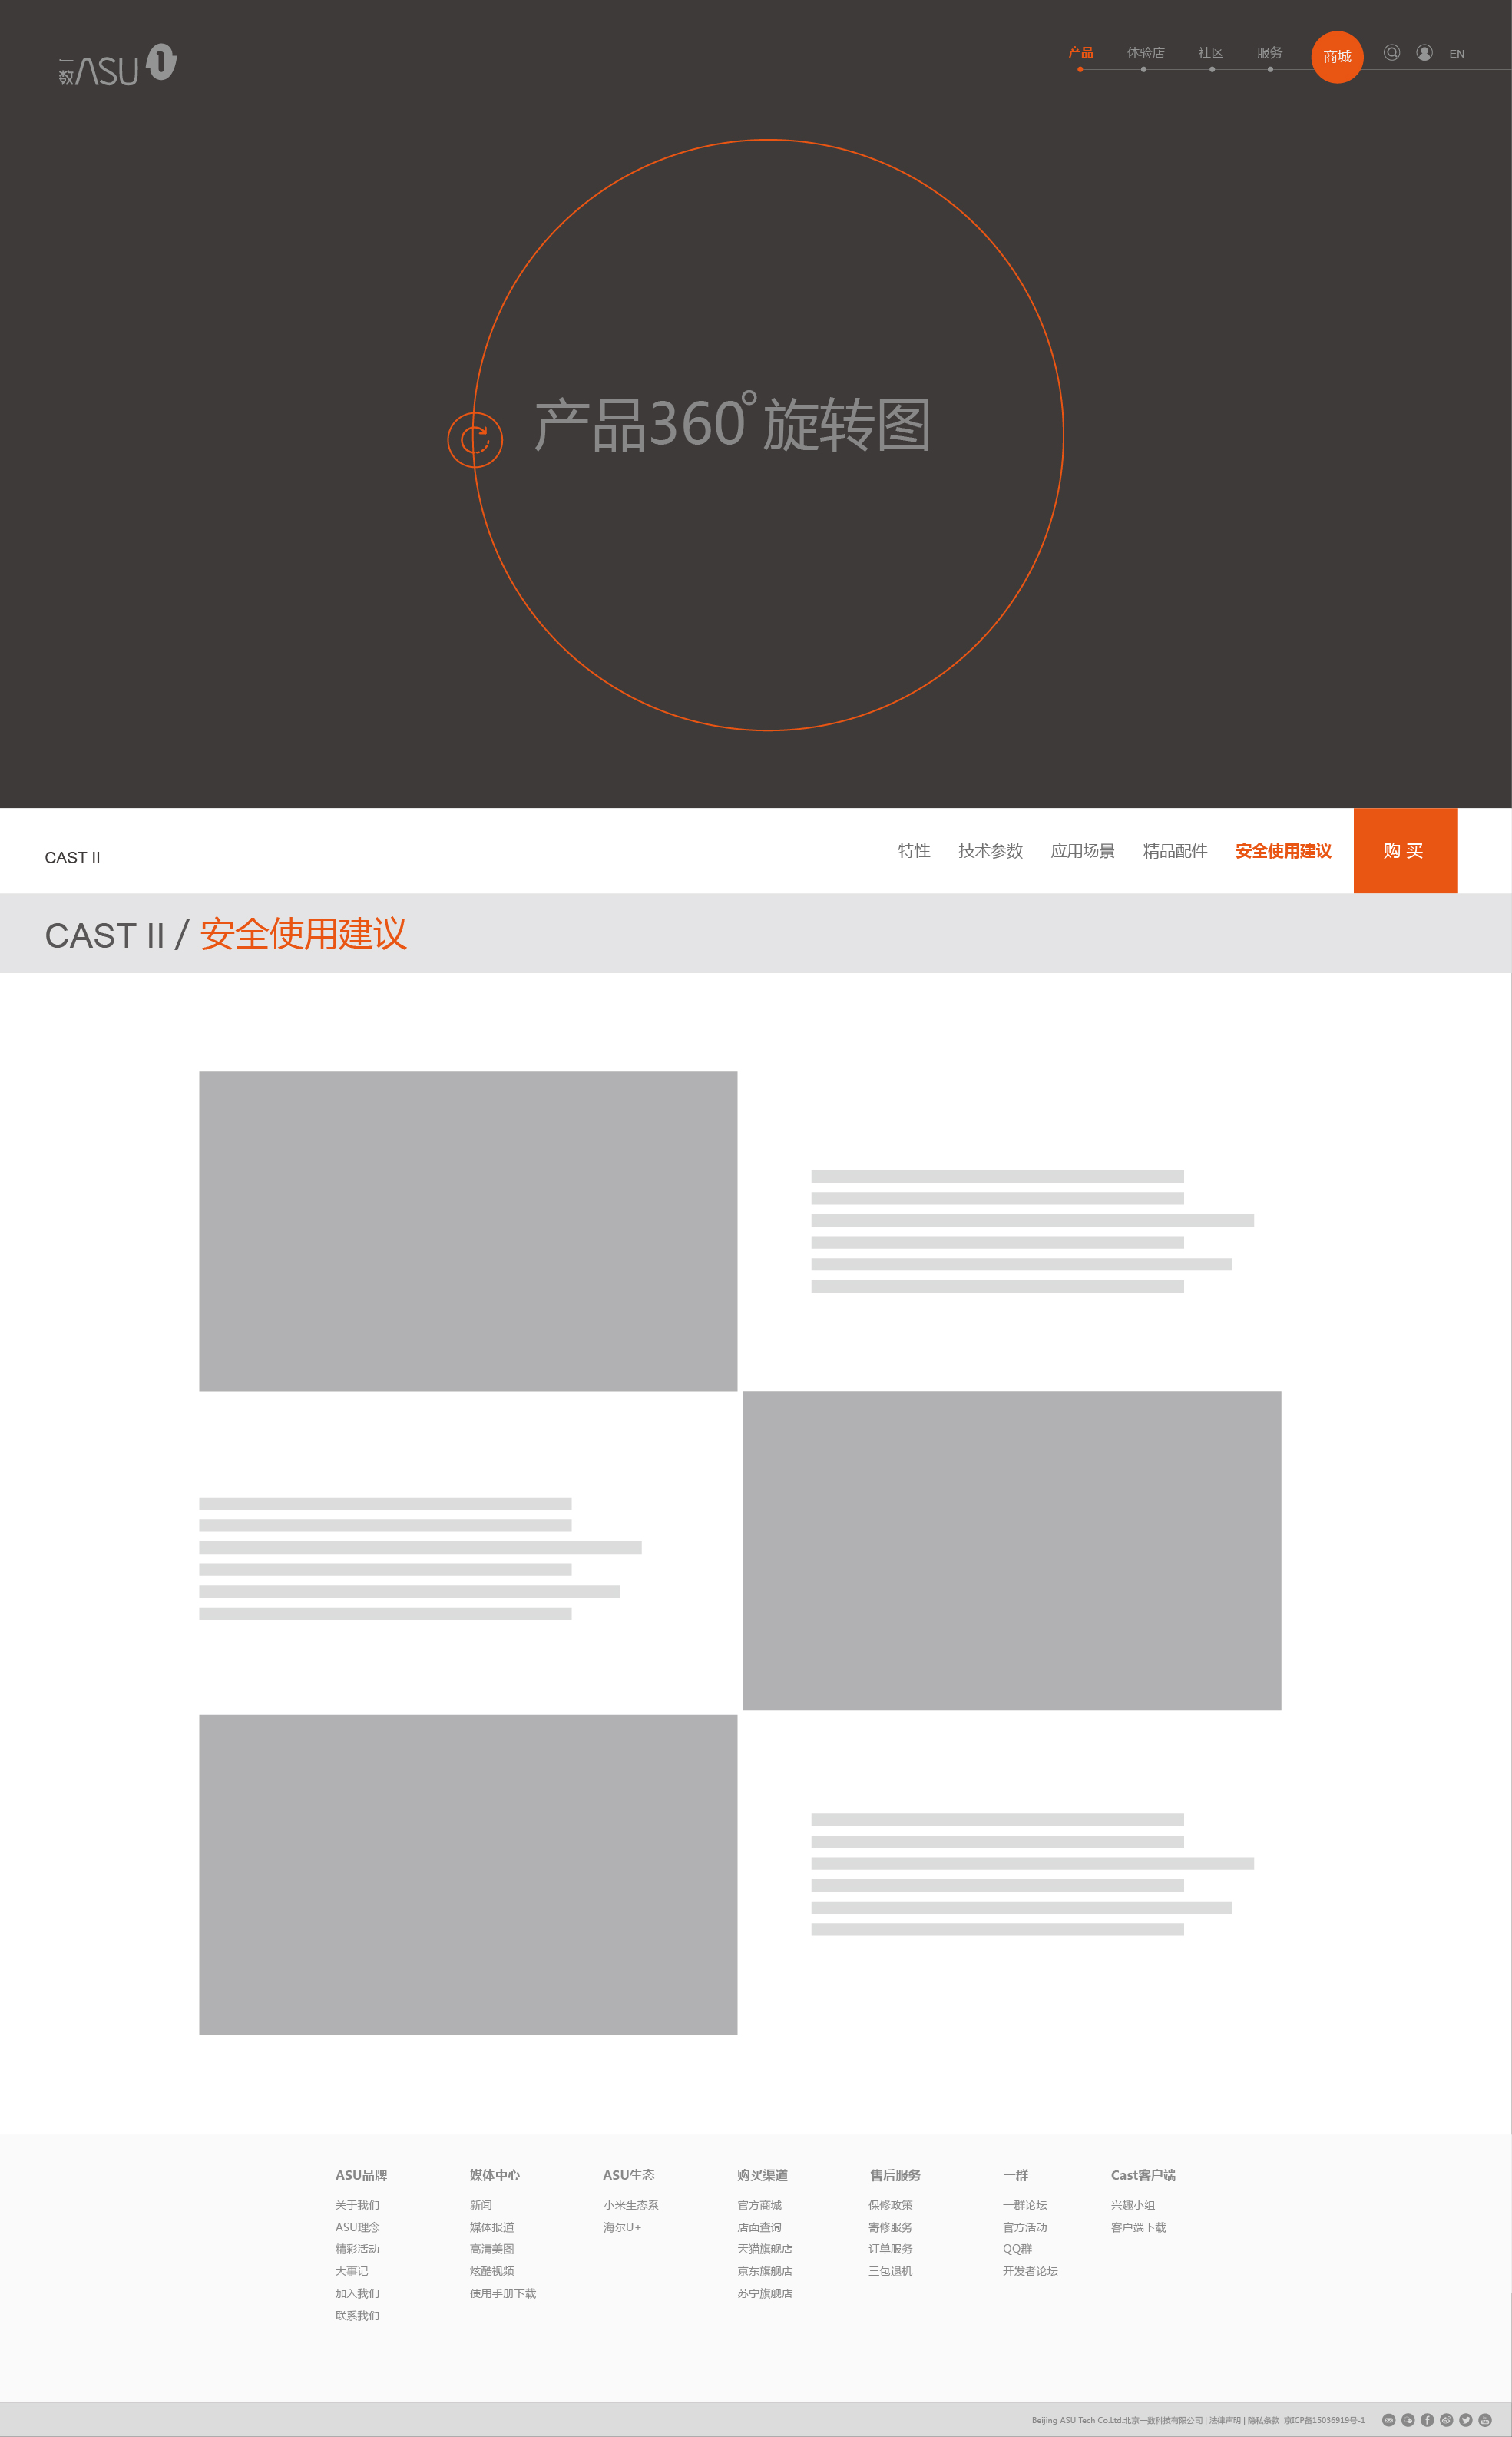 一数 ASU
产品 体验店 社区 服务 商城 EN
产品360°旋转图
CAST II 特性 技术参数 应用场景 精品配件 安全使用建议 购 买
CAST II / 安全使用建议
ASU品牌 媒体中心 ASU生态 购买渠道 售后服务 一群 Cast客户端
关于我们 新闻 小米生态系 官方商城 保修政策 一群论坛 兴趣小组
ASU理念 媒体报道 海尔U+ 店面查询 寄修服务 官方活动 客户端下载
精彩活动 高清美图 天猫旗舰店 订单服务 QQ群
大事记 炫酷视频 京东旗舰店 三包退机 开发者论坛
加入我们 使用手册下载 苏宁旗舰店
联系我们
Beijing ASU Tech Co.Ltd.北京一数科技有限公司 | 法律声明 | 隐私条款 京ICP备15036919号-1